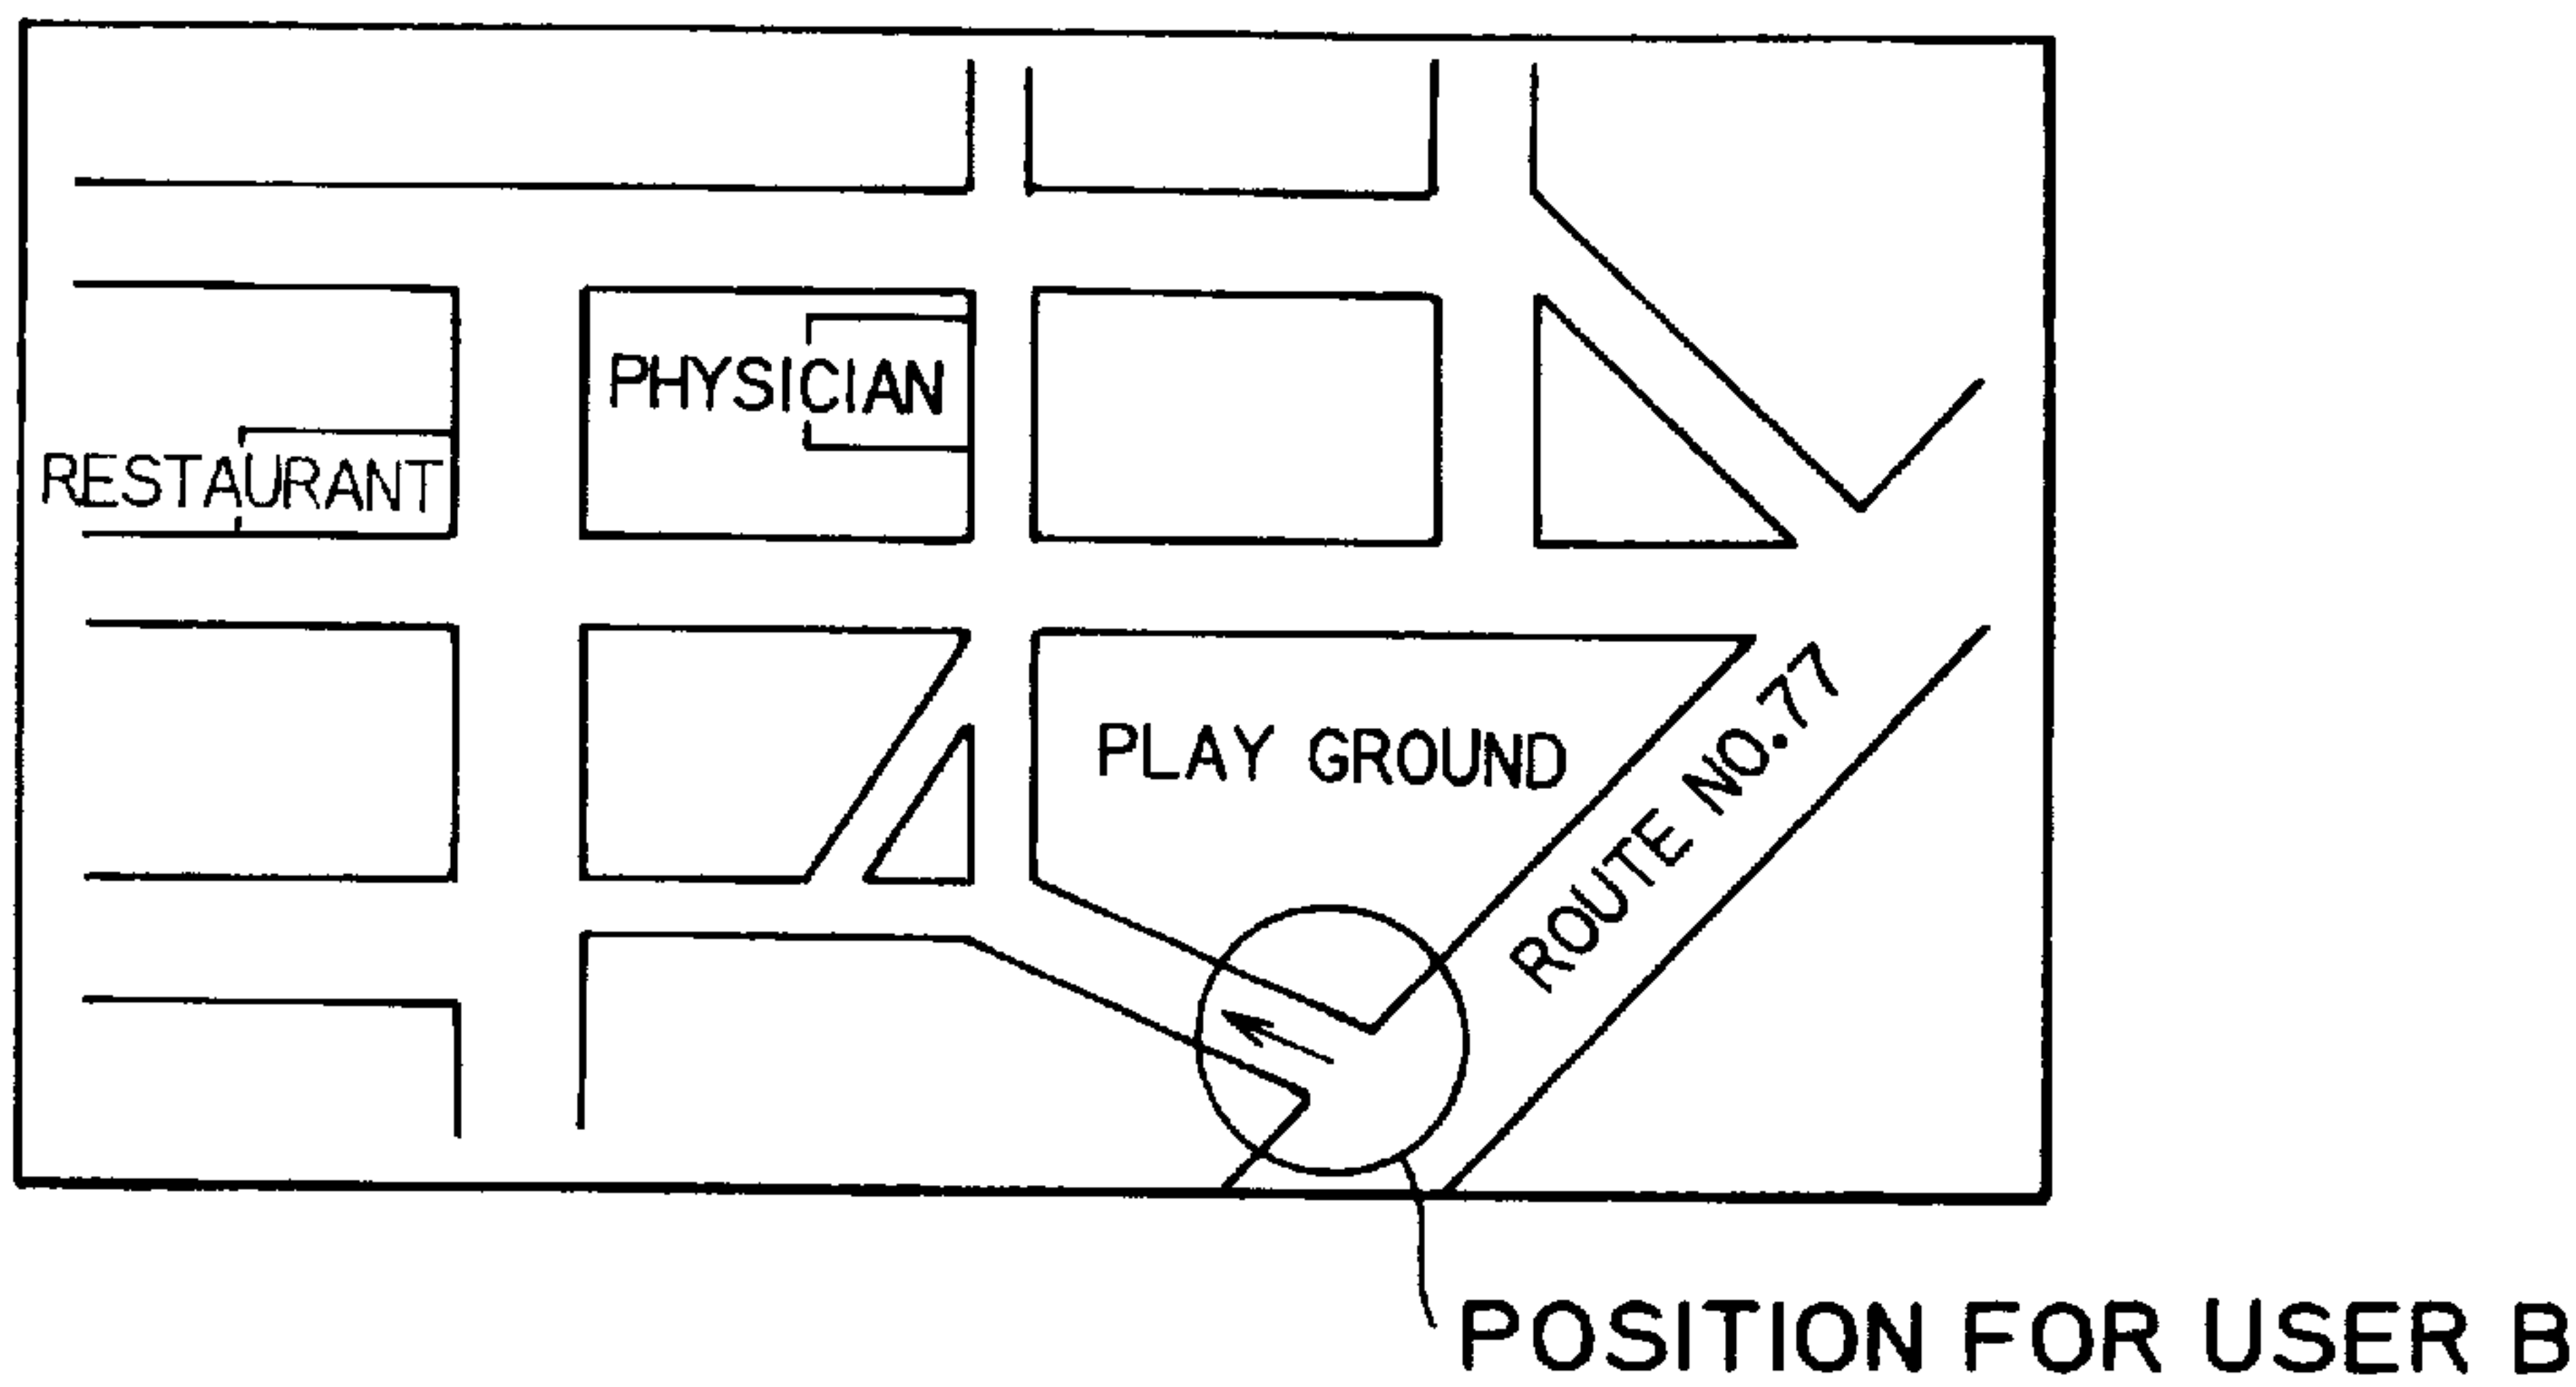 PHYSICIAN
RESTAURANT
PLAY GROUND
ROUTE NO.77
POSITION FOR USER B